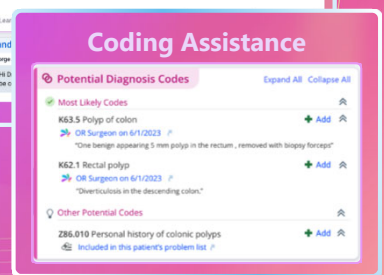 Coding Assistance
Potential Diagnosis Codes Expand All Collapse All
Most Likely Codes
K63.5 Polyp of colon Add
OR Surgeon on 6/1/2023
"One benign appearing 5 mm polyp in the rectum , removed with biopsy forceps"
K62.1 Rectal polyp Add
OR Surgeon on 6/1/2023
"Diverticulosis in the descending colon."
Other Potential Codes
Z86.010 Personal history of colonic polyps Add
Included in this patient's problem list